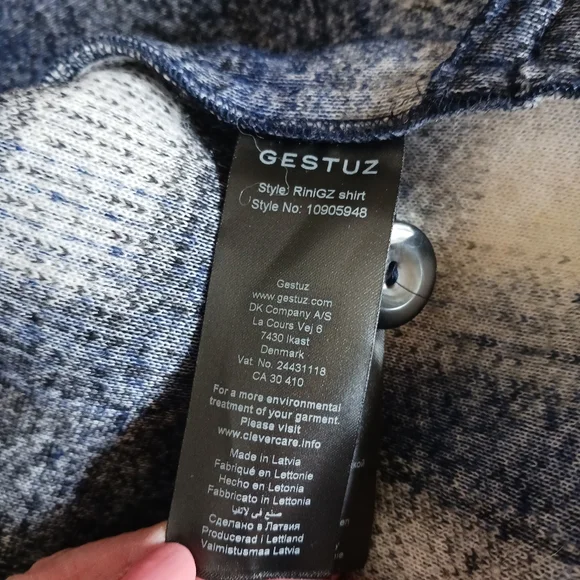 GESTUZ
Style: RiniGZ shirt
Style No: 10905948
Gestuz
www.gestuz.com
DK Company A/S
La Cours Vej 6
7430 Ikast
Denmark
Vat. No. 24431118
CA 30 410
For a more environmental
treatment of your garment.
Please visit
www.clevercare.info
Made in Latvia
Fabriqué en Lettonie
Hecho en Letonia
Fabbricato in Lettonia
صنع في لاتفيا
Сделано в Латвия
Producerad i Lettland
Valmistusmaa Latvia